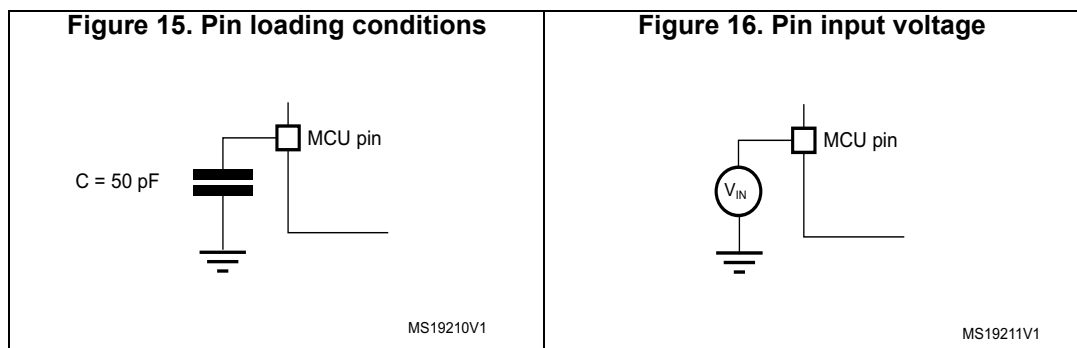 Figure 15. Pin loading conditions
MCU pin
C = 50 pF
MS19210V1
Figure 16. Pin input voltage
MCU pin
VIN
MS19211V1